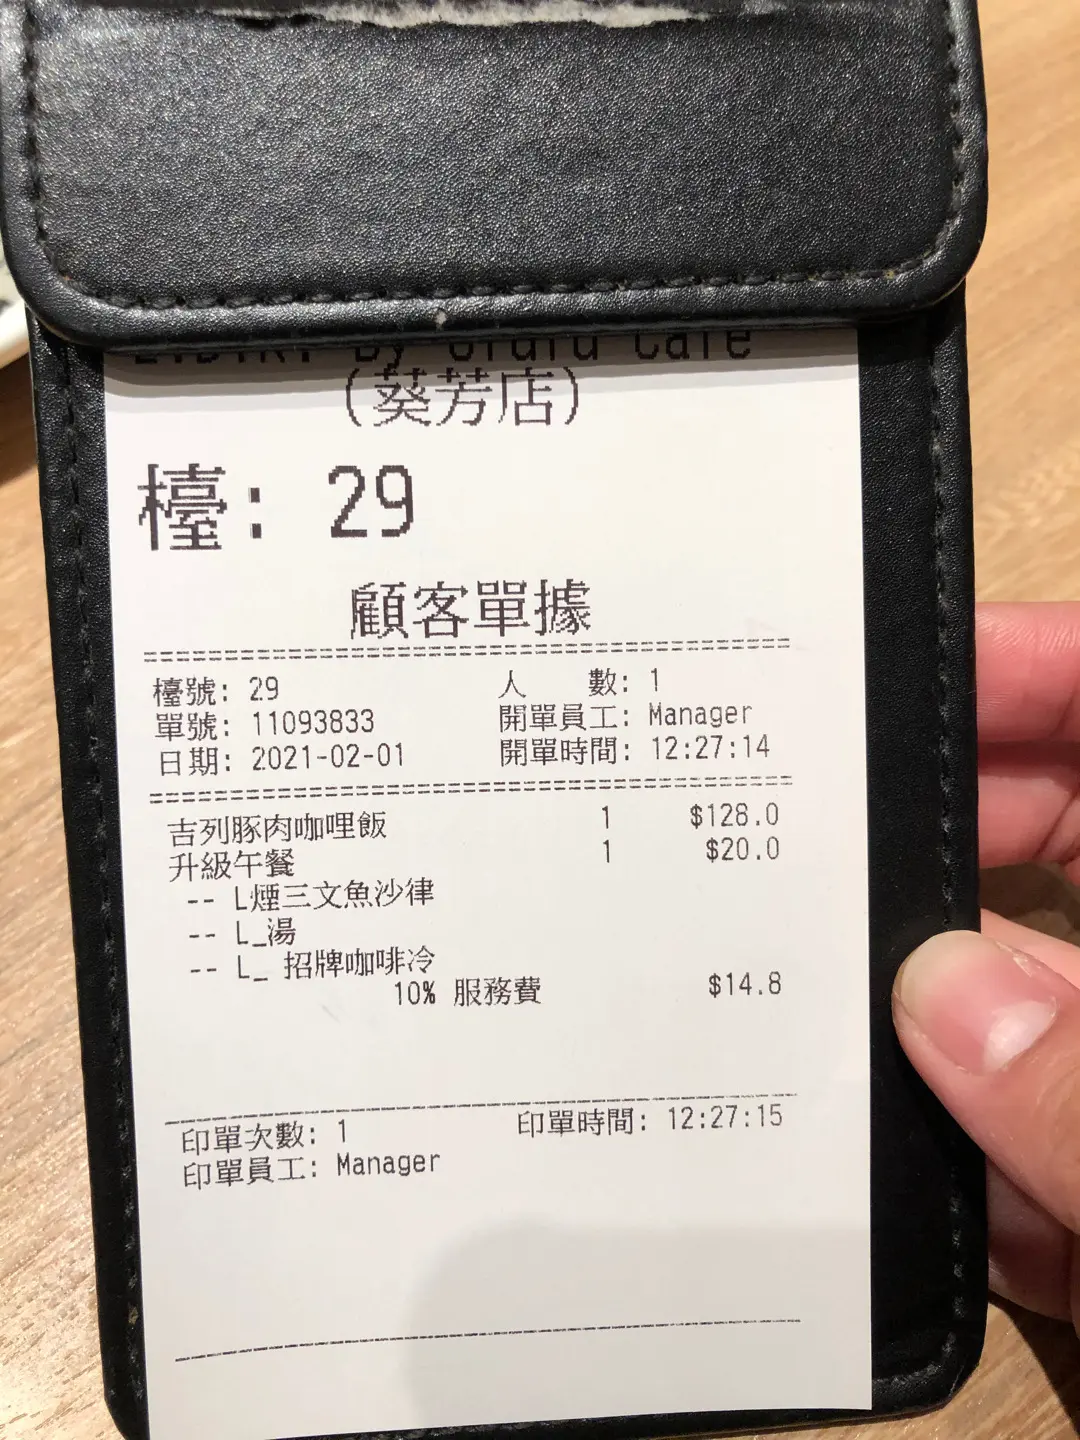 by Cafe
(葵芳店)
檯: 29
顧客單據
檯號: 29 人 數: 1
單號: 11093833 開單員工: Manager
日期: 2021-02-01 開單時間: 12:27:14
吉列豚肉咖哩飯 1 $128.0
升級午餐 1 $20.0
-- L煙三文魚沙律
-- L_湯
-- L_ 招牌咖啡冷
10% 服務費 $14.8
印單次數: 1 印單時間: 12:27:15
印單員工: Manager